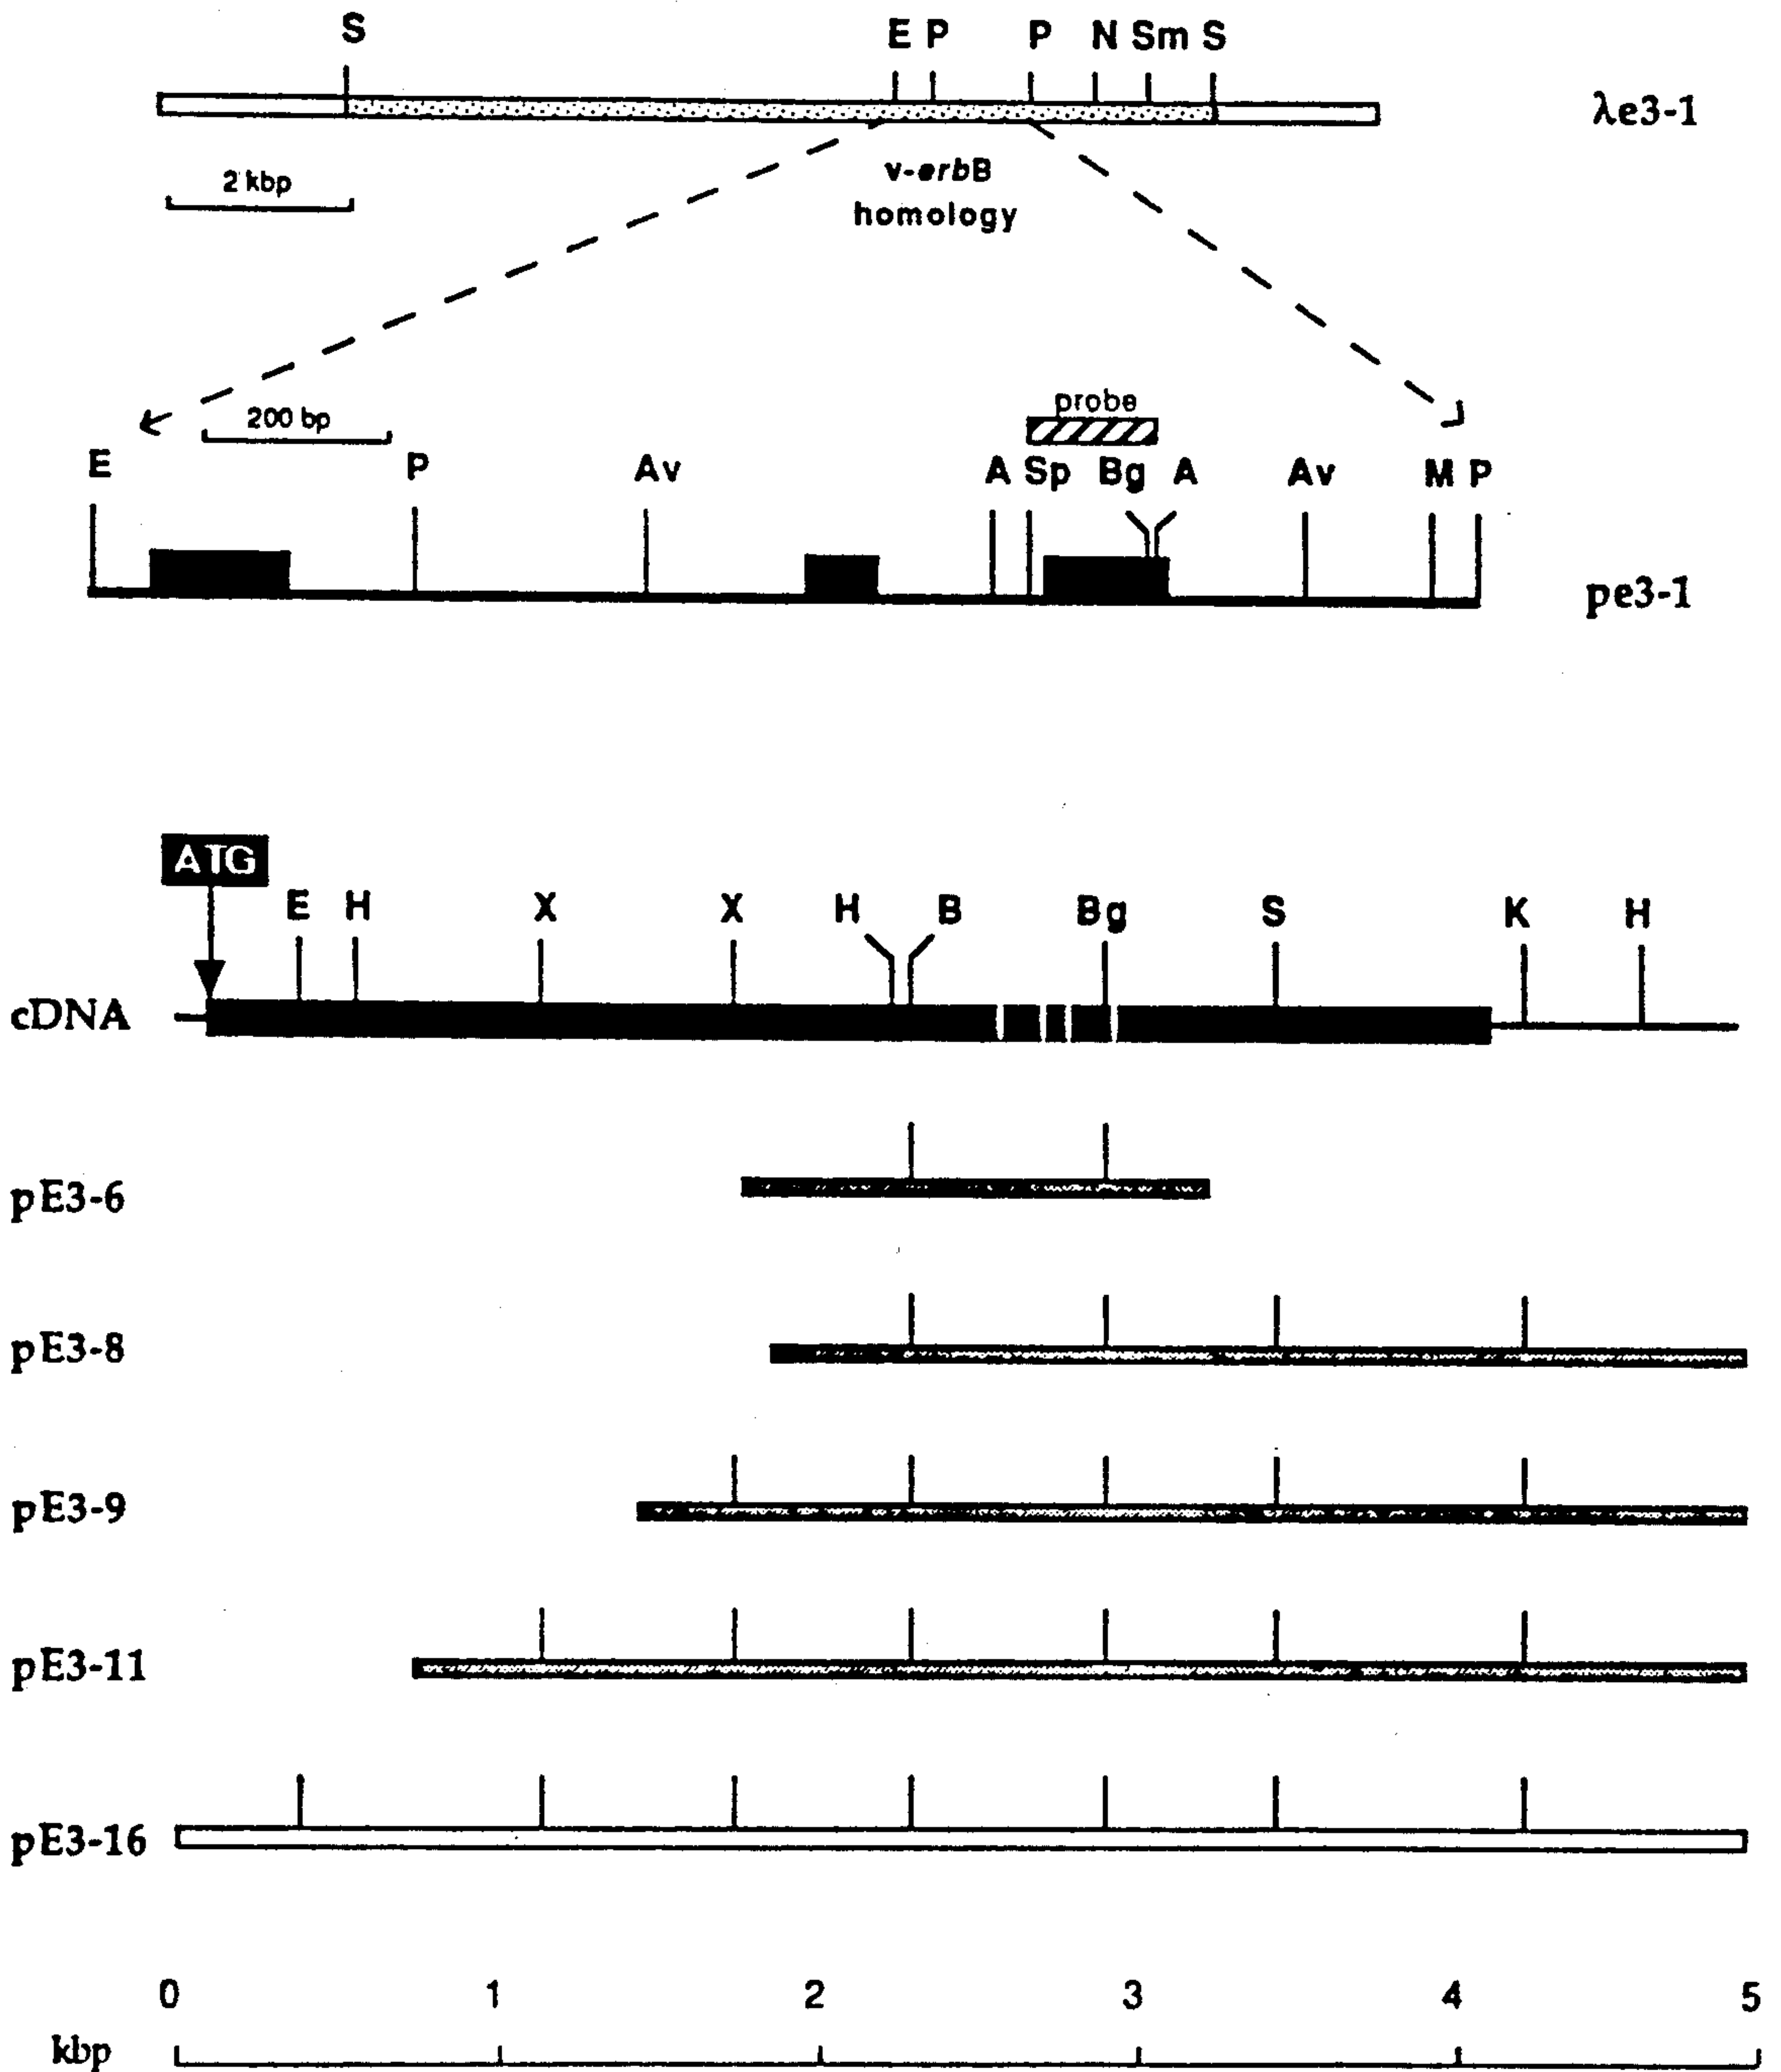 S E P P N Sm S
λe3-1
2 kbp
v-erbB
homology
probe
200 bp
E P Av A Sp Bg A Av M P
pe3-1
ATG
E H X X H B Bg S K H
cDNA
pE3-6
pE3-8
pE3-9
pE3-11
pE3-16
0 1 2 3 4 5
kbp